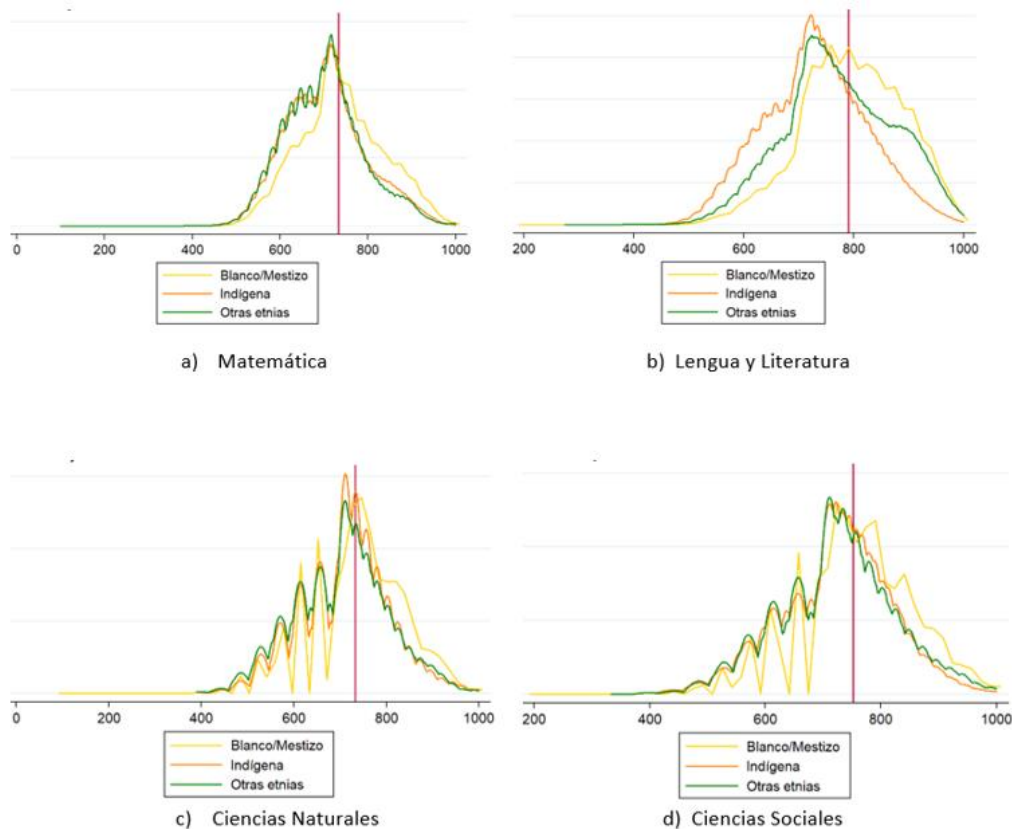 0 200 400 600 800 1000
Blanco/Mestizo
Indígena
Otras etnias
a) Matemática
200 400 600 800 1000
Blanco/Mestizo
Indígena
Otras etnias
b) Lengua y Literatura
0 200 400 600 800 1000
Blanco/Mestizo
Indígena
Otras etnias
c) Ciencias Naturales
200 400 600 800 1000
Blanco/Mestizo
Indígena
Otras etnias
d) Ciencias Sociales